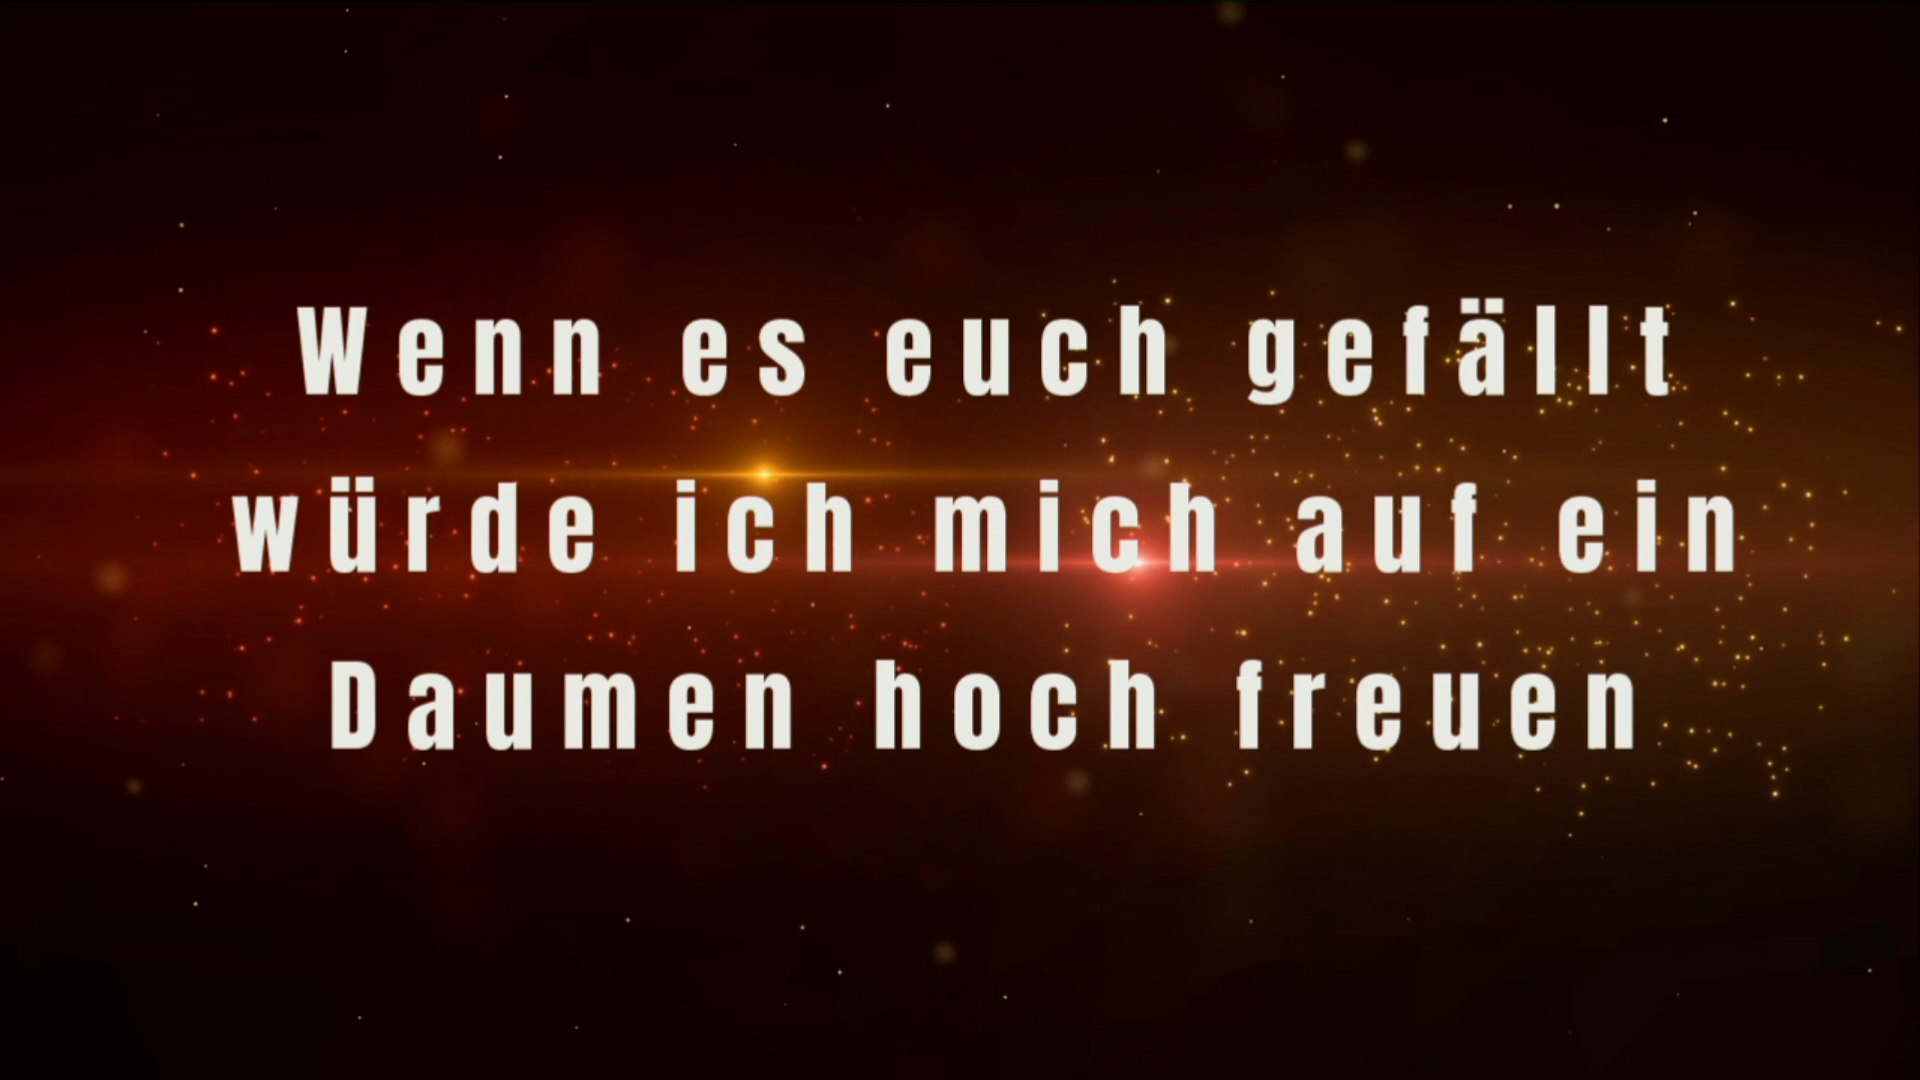 Wenn es euch gefällt
würde ich mich auf ein
Daumen hoch freuen